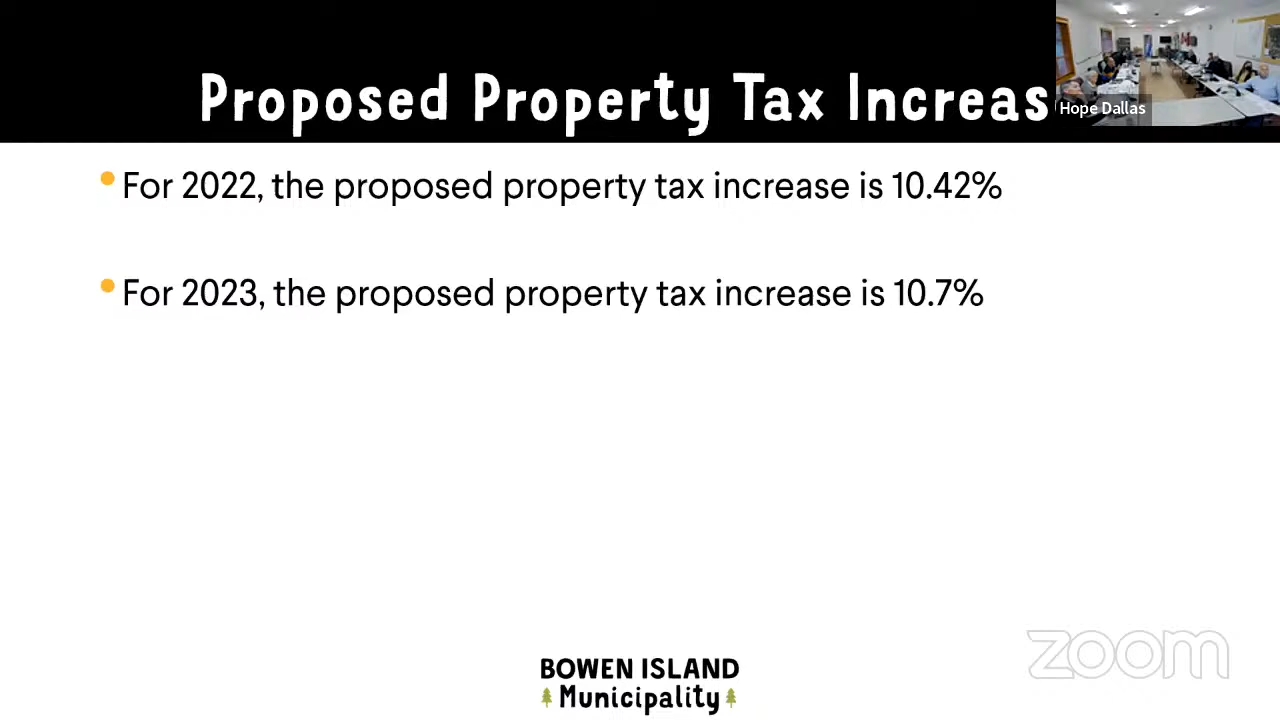 Proposed Property Tax Increas
Hope Dallas
• For 2022, the proposed property tax increase is 10.42%
• For 2023, the proposed property tax increase is 10.7%
BOWEN ISLAND
Municipality
zoom